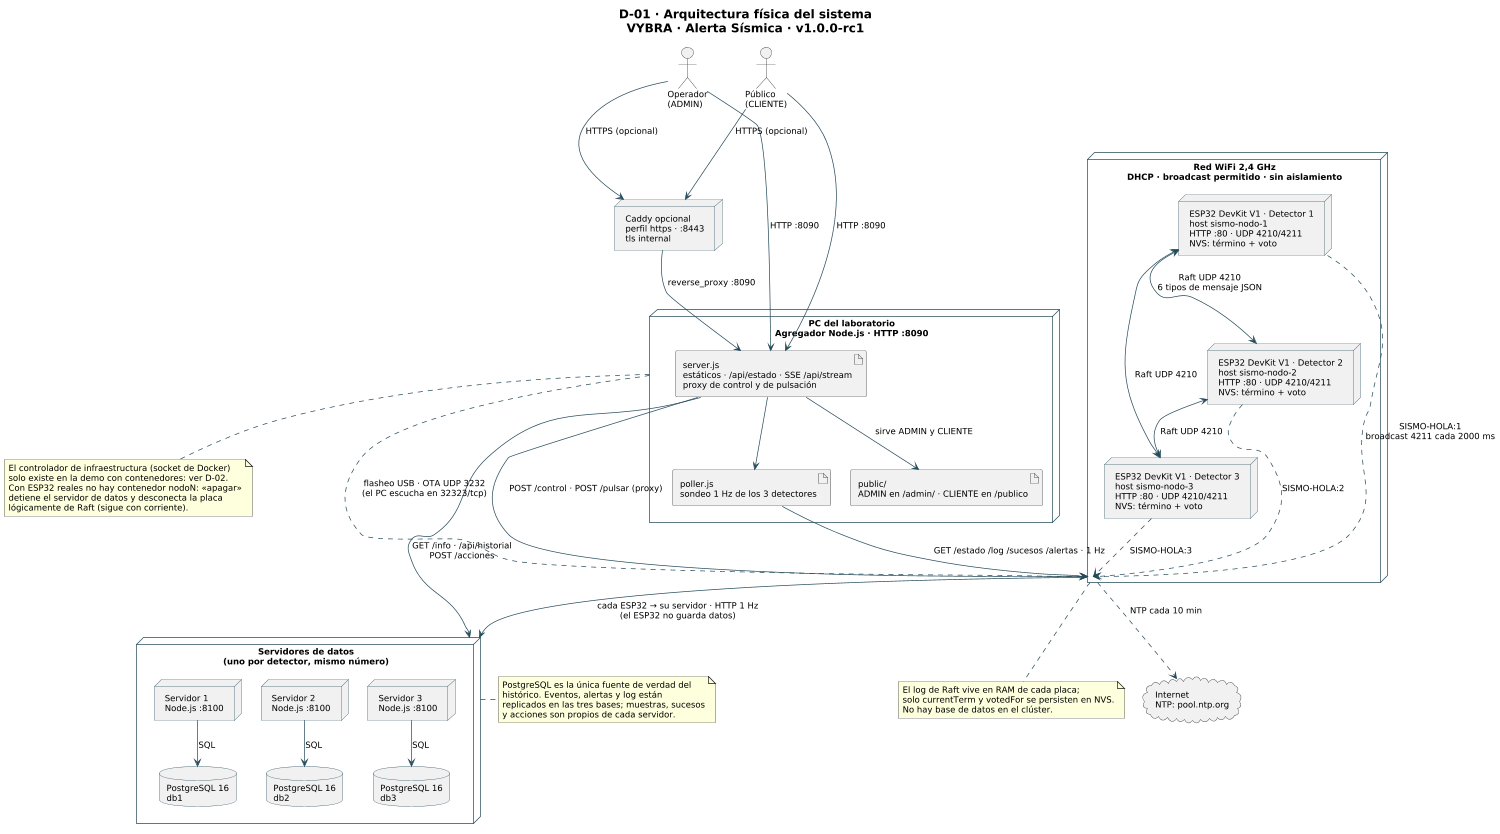 D-01 · Arquitectura física del sistema
VYBRA · Alerta Sísmica · v1.0.0-rc1
Operador
(ADMIN)
Público
(CLIENTE)
HTTPS (opcional)
HTTPS (opcional)
Caddy opcional
perfil https · :8443
tls internal
HTTP :8090
HTTP :8090
reverse_proxy :8090
PC del laboratorio
Agregador Node.js · HTTP :8090
server.js
estáticos · /api/estado · SSE /api/stream
proxy de control y de pulsación
sirve ADMIN y CLIENTE
poller.js
sondeo 1 Hz de los 3 detectores
public/
ADMIN en /admin/ · CLIENTE en /publico
Red WiFi 2,4 GHz
DHCP · broadcast permitido · sin aislamiento
ESP32 DevKit V1 · Detector 1
host sismo-nodo-1
HTTP :80 · UDP 4210/4211
NVS: término + voto
Raft UDP 4210
6 tipos de mensaje JSON
ESP32 DevKit V1 · Detector 2
host sismo-nodo-2
HTTP :80 · UDP 4210/4211
NVS: término + voto
Raft UDP 4210
Raft UDP 4210
ESP32 DevKit V1 · Detector 3
host sismo-nodo-3
HTTP :80 · UDP 4210/4211
NVS: término + voto
SISMO-HOLA:1
broadcast 4211 cada 2000 ms
SISMO-HOLA:2
SISMO-HOLA:3
El controlador de infraestructura (socket de Docker)
solo existe en la demo con contenedores: ver D-02.
Con ESP32 reales no hay contenedor nodoN: «apagar»
detiene el servidor de datos y desconecta la placa
lógicamente de Raft (sigue con corriente).
flasheo USB · OTA UDP 3232
(el PC escucha en 32323/tcp)
POST /control · POST /pulsar (proxy)
GET /info · /api/historial
POST /acciones
GET /estado /log /sucesos /alertas · 1 Hz
cada ESP32 → su servidor · HTTP 1 Hz
(el ESP32 no guarda datos)
NTP cada 10 min
Servidores de datos
(uno por detector, mismo número)
Servidor 1
Node.js :8100
Servidor 2
Node.js :8100
Servidor 3
Node.js :8100
SQL
SQL
SQL
PostgreSQL 16
db1
PostgreSQL 16
db2
PostgreSQL 16
db3
PostgreSQL es la única fuente de verdad del
histórico. Eventos, alertas y log están
replicados en las tres bases; muestras, sucesos
y acciones son propios de cada servidor.
El log de Raft vive en RAM de cada placa;
solo currentTerm y votedFor se persisten en NVS.
No hay base de datos en el clúster.
Internet
NTP: pool.ntp.org